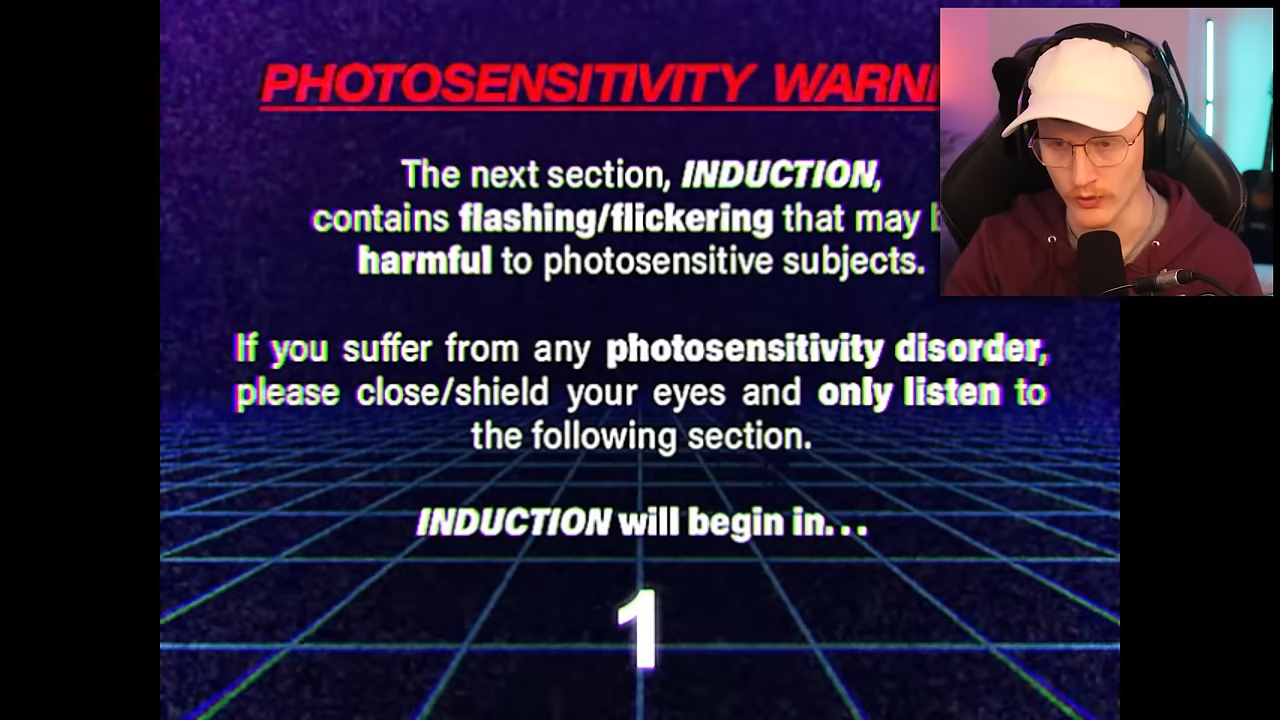 PHOTOSENSITIVITY
The next section, INDUCTION,
contains flashing/flickering that may
harmful to photosensitive subjects.
If you suffer from any photosensitivity disorder,
please close/shield your eyes and only listen to
the following section.
INDUCTION will begin in...
1